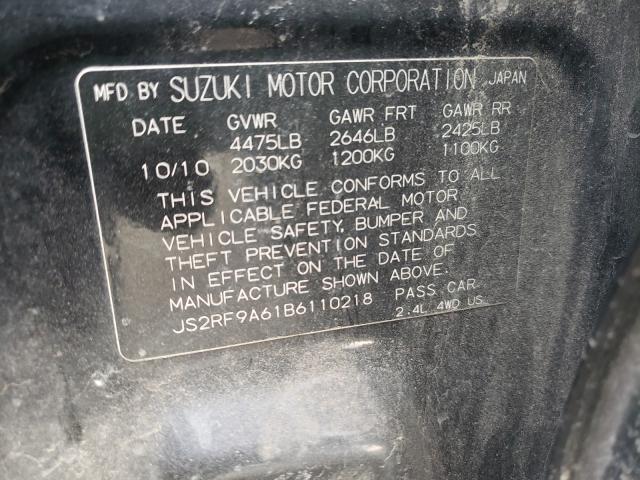 MFD BY SUZUKI MOTOR CORPORATION JAPAN
DATE GVWR GAWR FRT GAWR RR
4475LB 2646LB 2425LB
10/10 2030KG 1200KG 1100KG
THIS VEHICLE CONFORMS TO ALL
APPLICABLE FEDERAL MOTOR
VEHICLE SAFETY, BUMPER AND
THEFT PREVENTION STANDARDS
IN EFFECT ON THE DATE OF
MANUFACTURE SHOWN ABOVE.
JS2RF9A61B6110218 PASS CAR
2.4L 4WD US